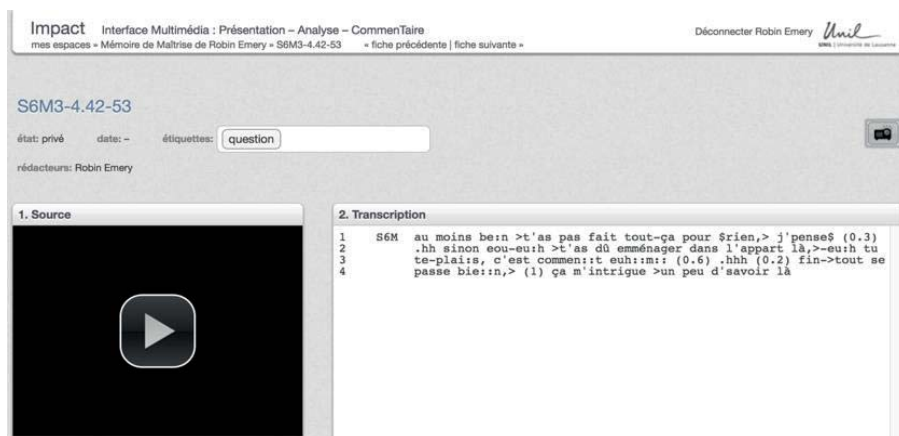 Impact Interface Multimédia : Présentation – Analyse – CommenTaire
Déconnecter Robin Emery
Unil
UNIL | Université de Lausanne
mes espaces » Mémoire de Maîtrise de Robin Emery » S6M3-4.42-53 « fiche précédente | fiche suivante »
S6M3-4.42-53
état: privé date: – étiquettes: question
rédacteurs: Robin Emery
1. Source
2. Transcription
1 S6M au moins be:n >t'as pas fait tout-ça pour $rien,> j'pense$ (0.3)
2 .hh sinon eou-eu:h >t'as dû emménager dans l'appart là,>-eu:h tu
3 te-plai:s, c'est commen::t euh::m:: (0.6) .hhh (0.2) fin->tout se
4 passe bie::n,> (1) ça m'intrigue >un peu d'savoir là